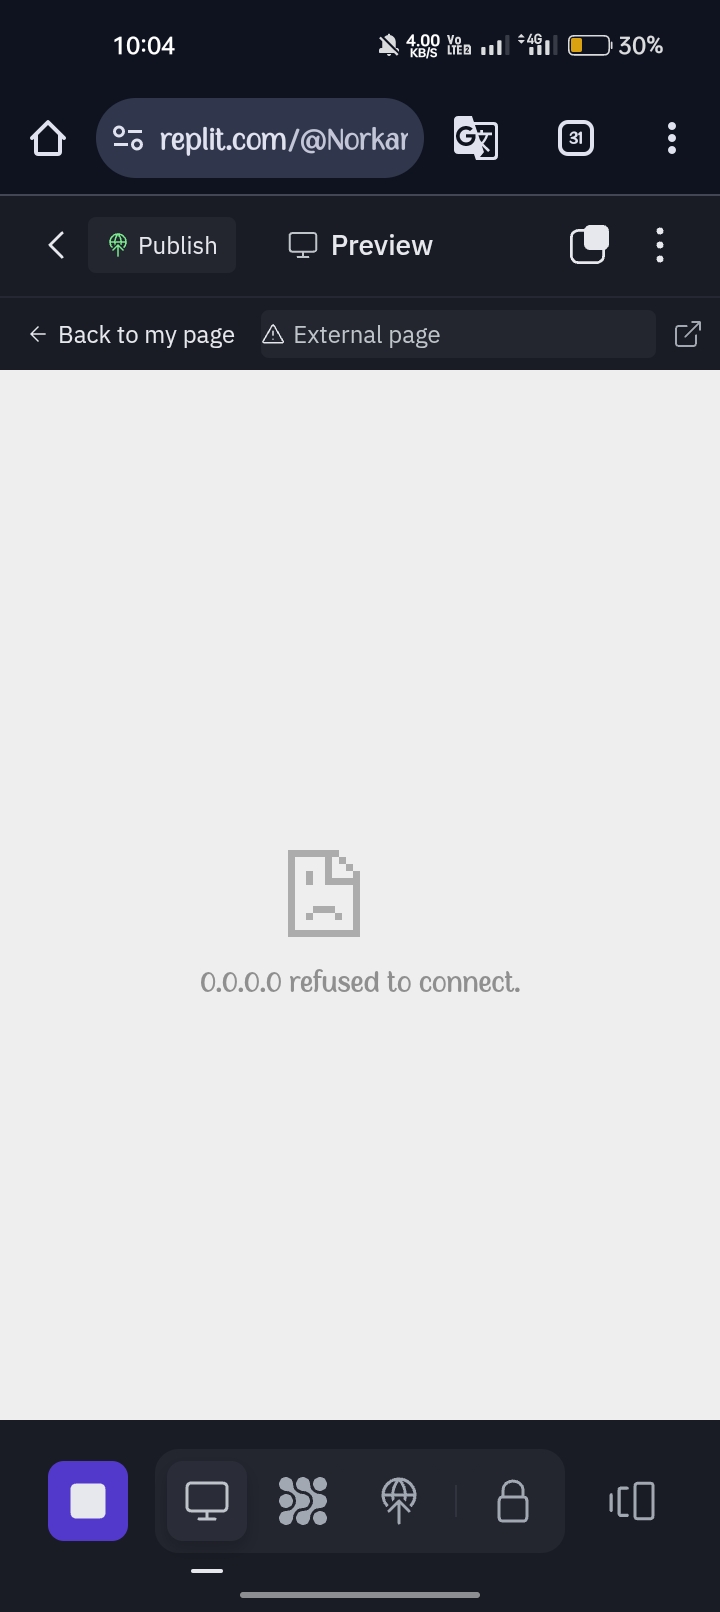 10:04 4.00 KB/S Vo LTE2 4G 30%
replit.com/@Norkar 31
Publish Preview
Back to my page External page
0.0.0.0 refused to connect.